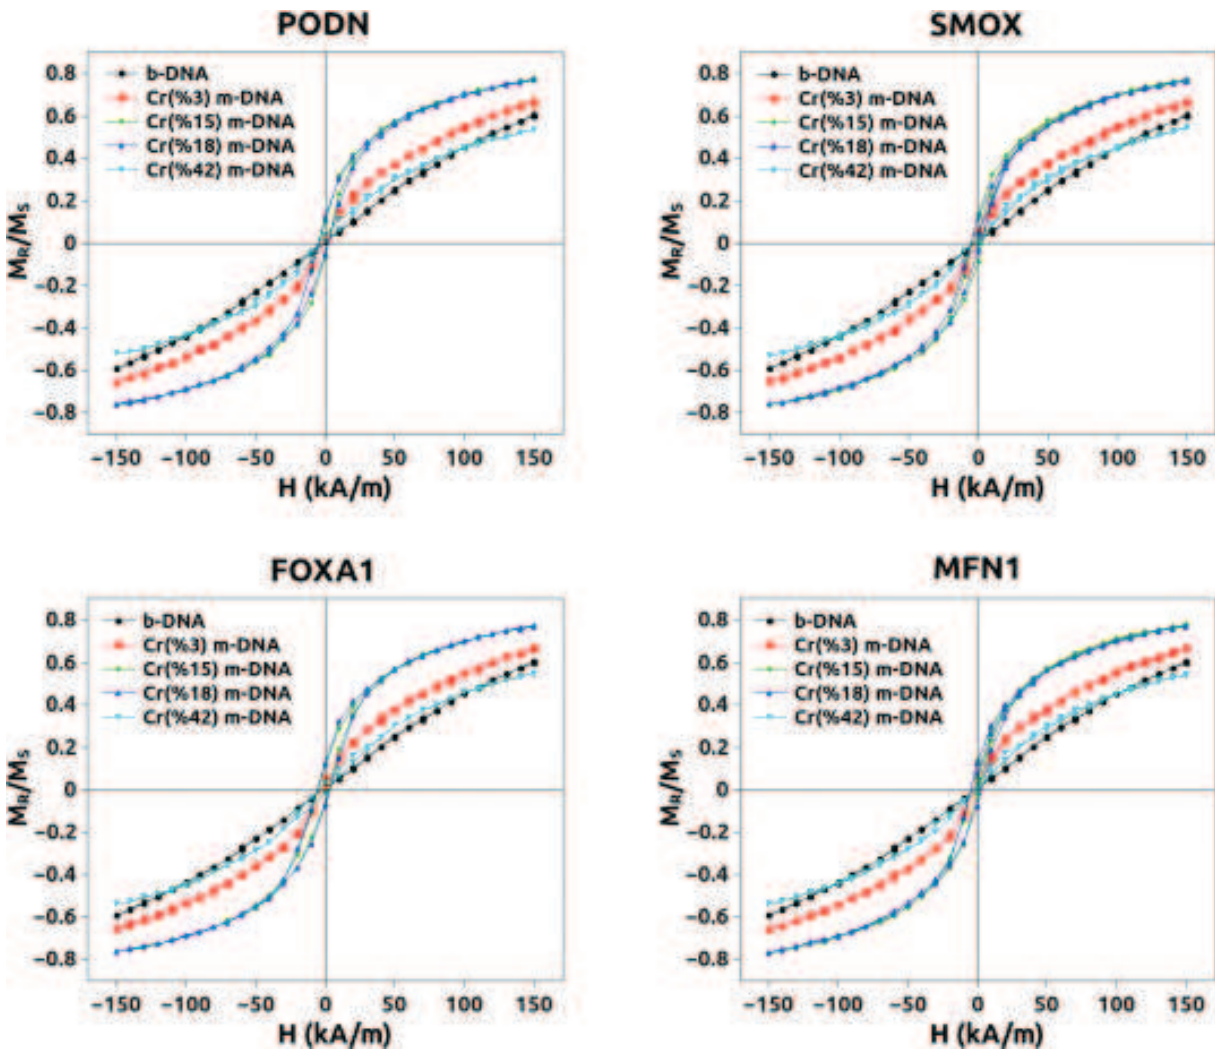 PODN
0.8
0.6
0.4
0.2
0
−0.2
−0.4
−0.6
−0.8
MR/MS
b-DNA
Cr(%3) m-DNA
Cr(%15) m-DNA
Cr(%18) m-DNA
Cr(%42) m-DNA
−150 −100 −50 0 50 100 150
H (kA/m)
SMOX
0.8
0.6
0.4
0.2
0
−0.2
−0.4
−0.6
−0.8
MR/MS
b-DNA
Cr(%3) m-DNA
Cr(%15) m-DNA
Cr(%18) m-DNA
Cr(%42) m-DNA
−150 −100 −50 0 50 100 150
H (kA/m)
FOXA1
0.8
0.6
0.4
0.2
0
−0.2
−0.4
−0.6
−0.8
MR/MS
b-DNA
Cr(%3) m-DNA
Cr(%15) m-DNA
Cr(%18) m-DNA
Cr(%42) m-DNA
−150 −100 −50 0 50 100 150
H (kA/m)
MFN1
0.8
0.6
0.4
0.2
0
−0.2
−0.4
−0.6
−0.8
MR/MS
b-DNA
Cr(%3) m-DNA
Cr(%15) m-DNA
Cr(%18) m-DNA
Cr(%42) m-DNA
−150 −100 −50 0 50 100 150
H (kA/m)